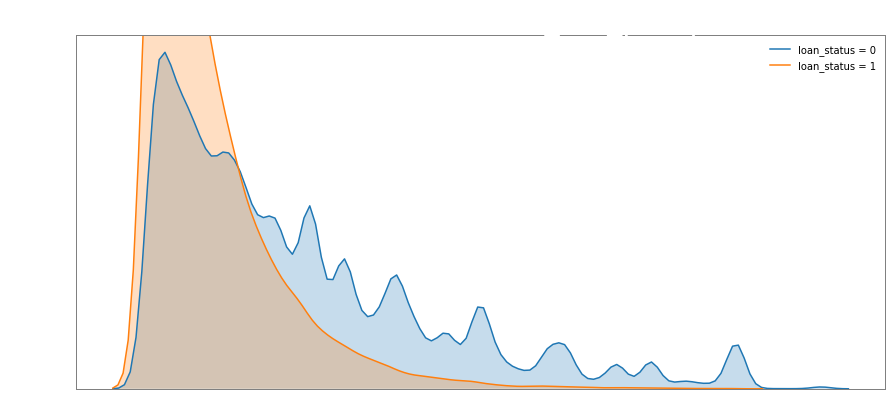 loan_status = 0
loan_status = 1